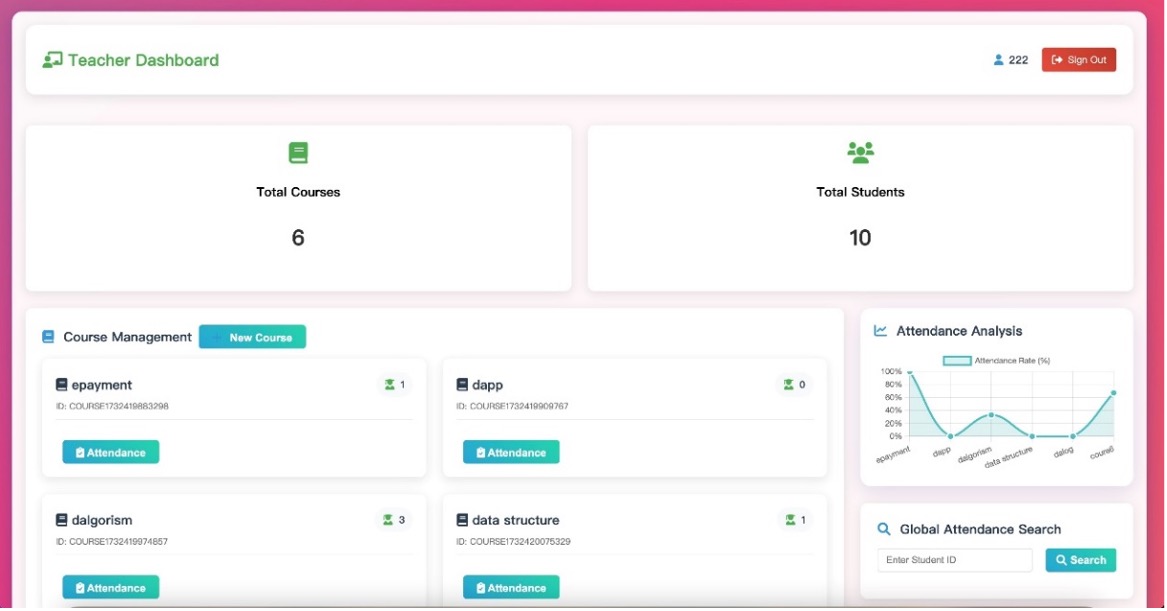 Teacher Dashboard
222
Sign Out
Total Courses
6
Total Students
10
Course Management
New Course
epayment
1
ID: COURSE1732419883298
Attendance
dapp
0
ID: COURSE1732419909767
Attendance
dalgorism
3
ID: COURSE1732419974857
Attendance
data structure
1
ID: COURSE1732420075329
Attendance
Attendance Analysis
Attendance Rate (%)
100%
80%
60%
40%
20%
0%
epayment
dapp
dalgorism
data structure
dalog
coure8
Global Attendance Search
Enter Student ID
Search